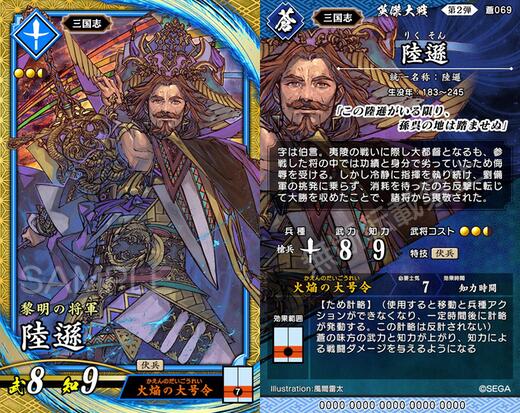 三国志
SAMPLE
黎明の将軍
陸遜
伏兵
武8 知9
かえんのだいごうれい
火焔の大号令
7
蒼
三国志
英傑大戦
第2弾
蒼069
りく そん
陸遜
統一名称:陸遜
生没年:183~245
「この陸遜がいる限り、
孫呉の地は踏ませぬ」
字は伯言。夷陵の戦いに際し大都督となるも、参
戦した将の中では功績と身分で劣っていたため侮
辱を受ける。しかし冷静に指揮を執り続け、劉備
軍の挑発に乗らず、消耗を待ったのち反撃に転じ
て大勝を収めたことで、諸将から畏敬された。
兵種 武力 知力 武将コスト
槍兵 8 9 特技 伏兵
かえんのだいごうれい 必要士気 効果時間
火焔の大号令 7 知力時間
効果範囲
【ため計略】(使用すると移動と兵種アク
ションができなくなり、一定時間後に計略
が発動する。この計略は反計されない)
蒼の味方の武力と知力が上がり、知力に
よる戦闘ダメージを与えるようになる
Illustration:風間雷太
©SEGA
0000 0000 0000 0000 0000